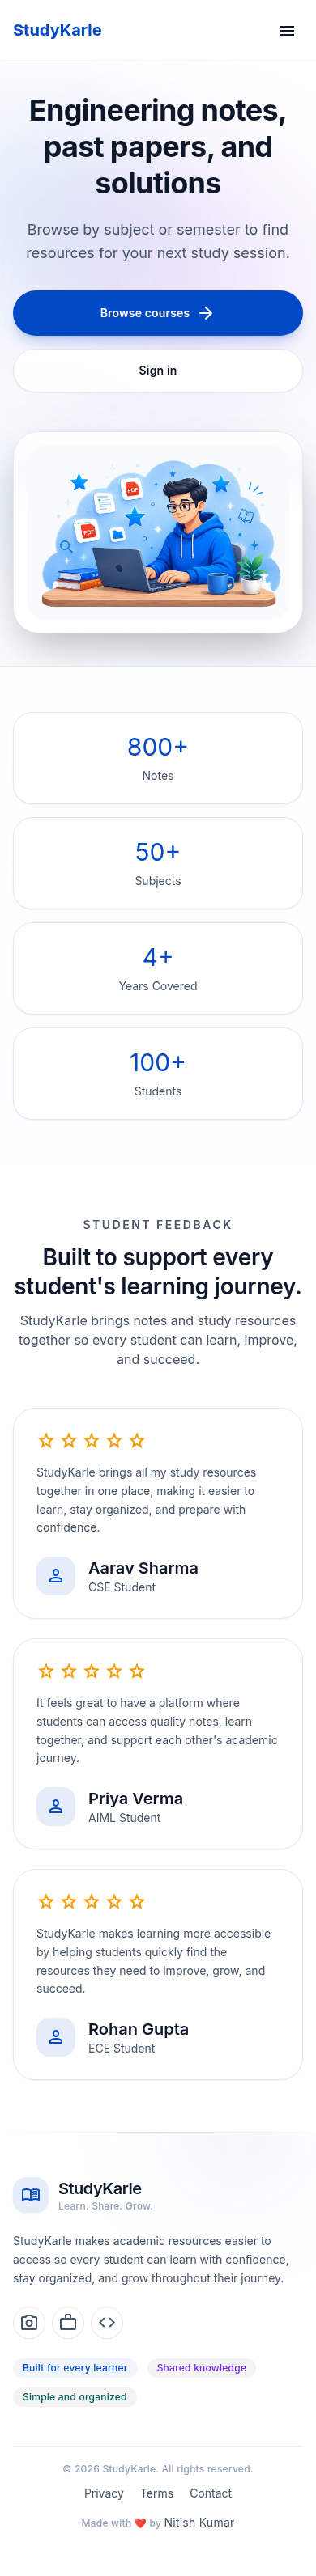 StudyKarle
Engineering notes,
past papers, and
solutions
Browse by subject or semester to find
resources for your next study session.
Browse courses
Sign in
PDF
PDF
800+
Notes
50+
Subjects
4+
Years Covered
100+
Students
STUDENT FEEDBACK
Built to support every
student's learning journey.
StudyKarle brings notes and study resources
together so every student can learn, improve,
and succeed.
StudyKarle brings all my study resources
together in one place, making it easier to
learn, stay organized, and prepare with
confidence.
Aarav Sharma
CSE Student
It feels great to have a platform where
students can access quality notes, learn
together, and support each other's academic
journey.
Priya Verma
AIML Student
StudyKarle makes learning more accessible
by helping students quickly find the
resources they need to improve, grow, and
succeed.
Rohan Gupta
ECE Student
StudyKarle
Learn. Share. Grow.
StudyKarle makes academic resources easier to
access so every student can learn with confidence,
stay organized, and grow throughout their journey.
Built for every learner
Shared knowledge
Simple and organized
© 2026 StudyKarle. All rights reserved.
Privacy Terms Contact
Made with ❤️ by Nitish Kumar